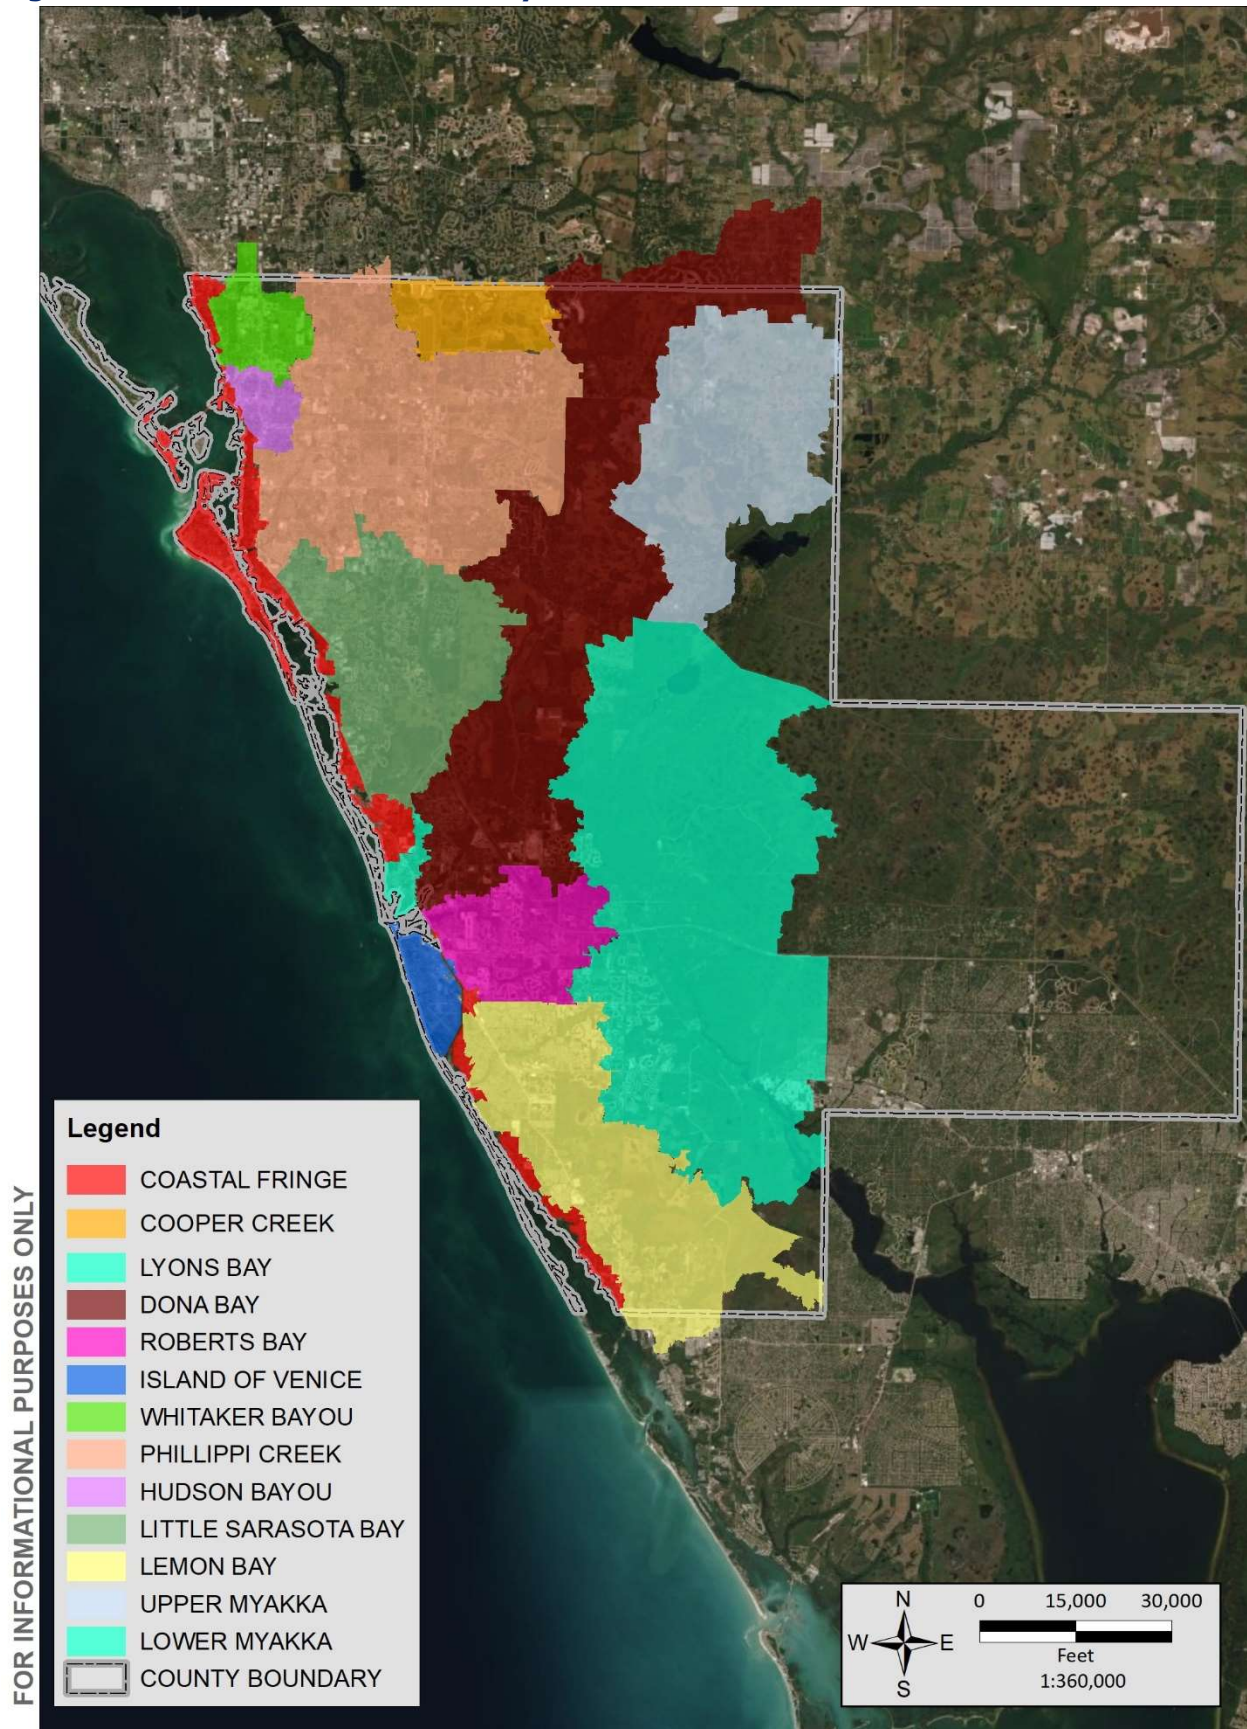 Legend
COASTAL FRINGE
COOPER CREEK
LYONS BAY
DONA BAY
ROBERTS BAY
ISLAND OF VENICE
WHITAKER BAYOU
PHILLIPPI CREEK
HUDSON BAYOU
LITTLE SARASOTA BAY
LEMON BAY
UPPER MYAKKA
LOWER MYAKKA
COUNTY BOUNDARY
FOR INFORMATIONAL PURPOSES ONLY
N
W E
S
0 15,000 30,000
Feet
1:360,000